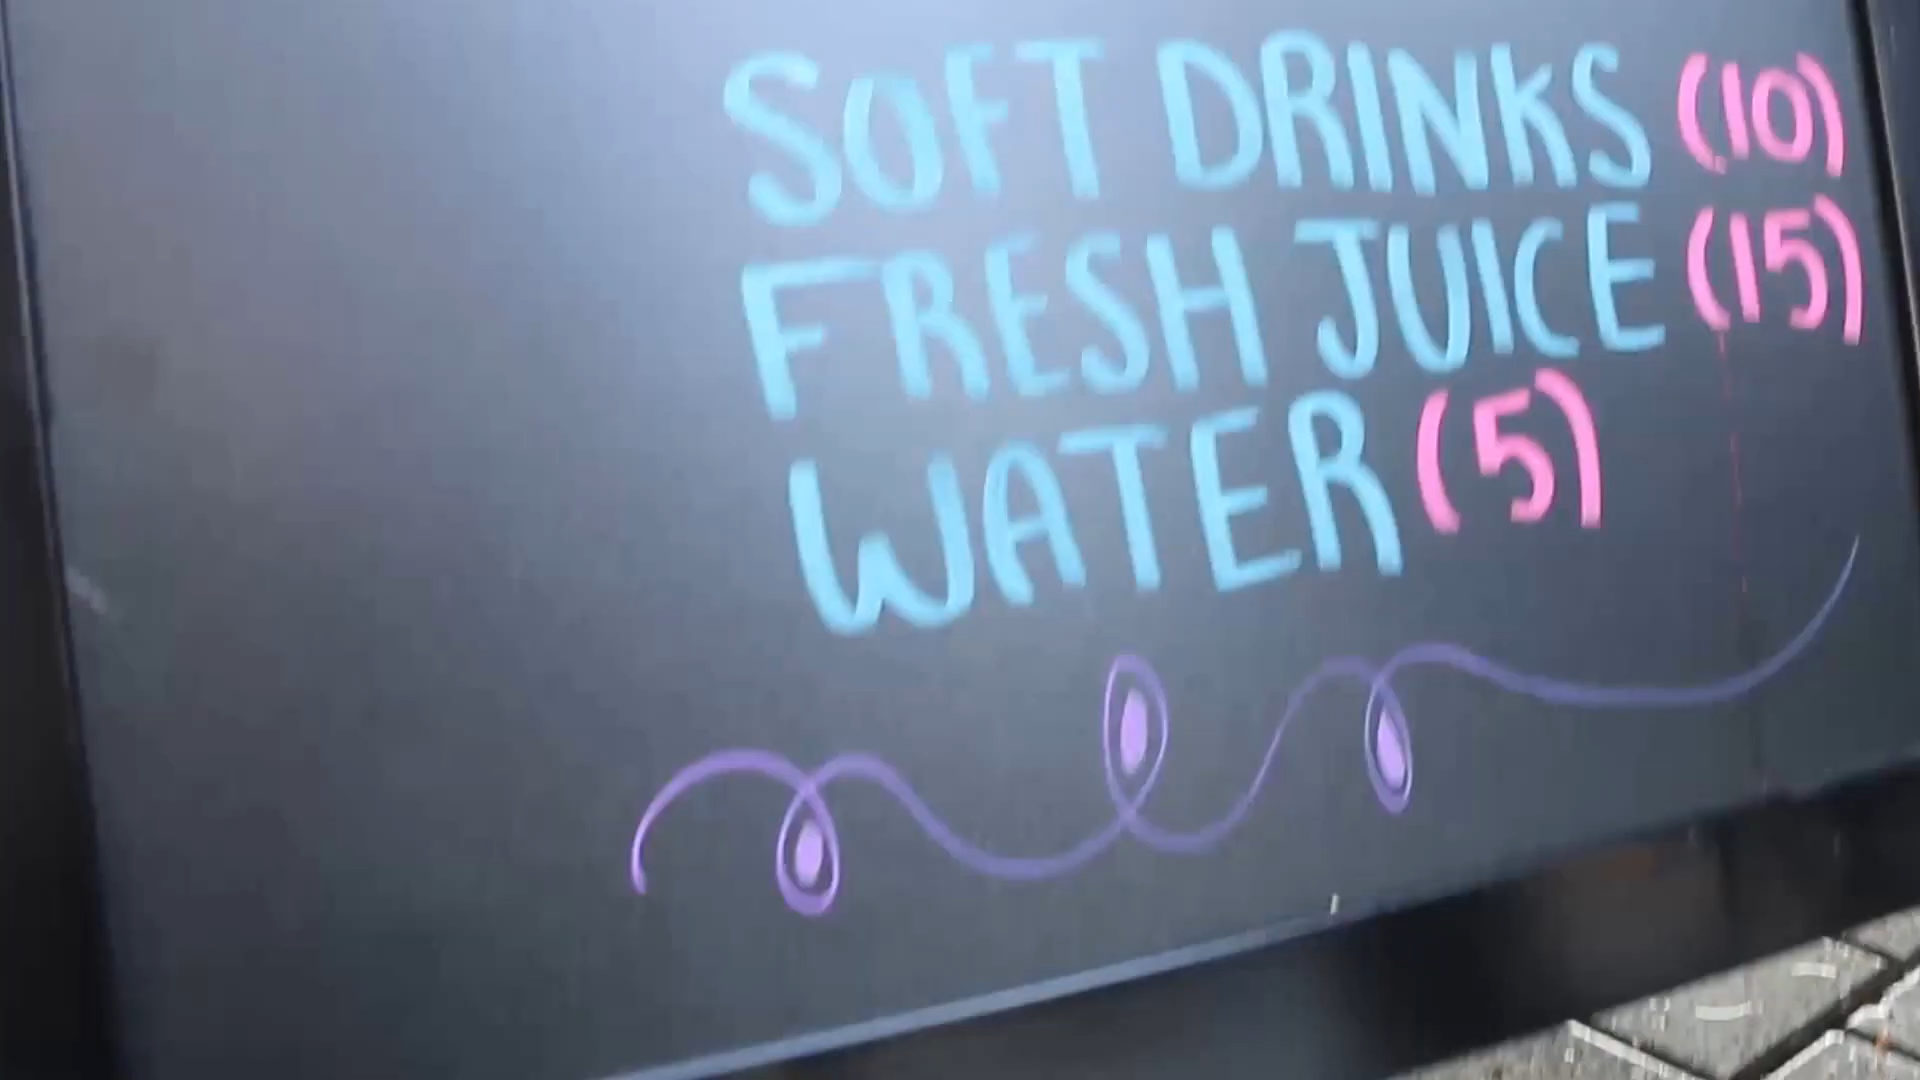 SOFT DRINKS (10)
FRESH JUICE (15)
WATER (5)